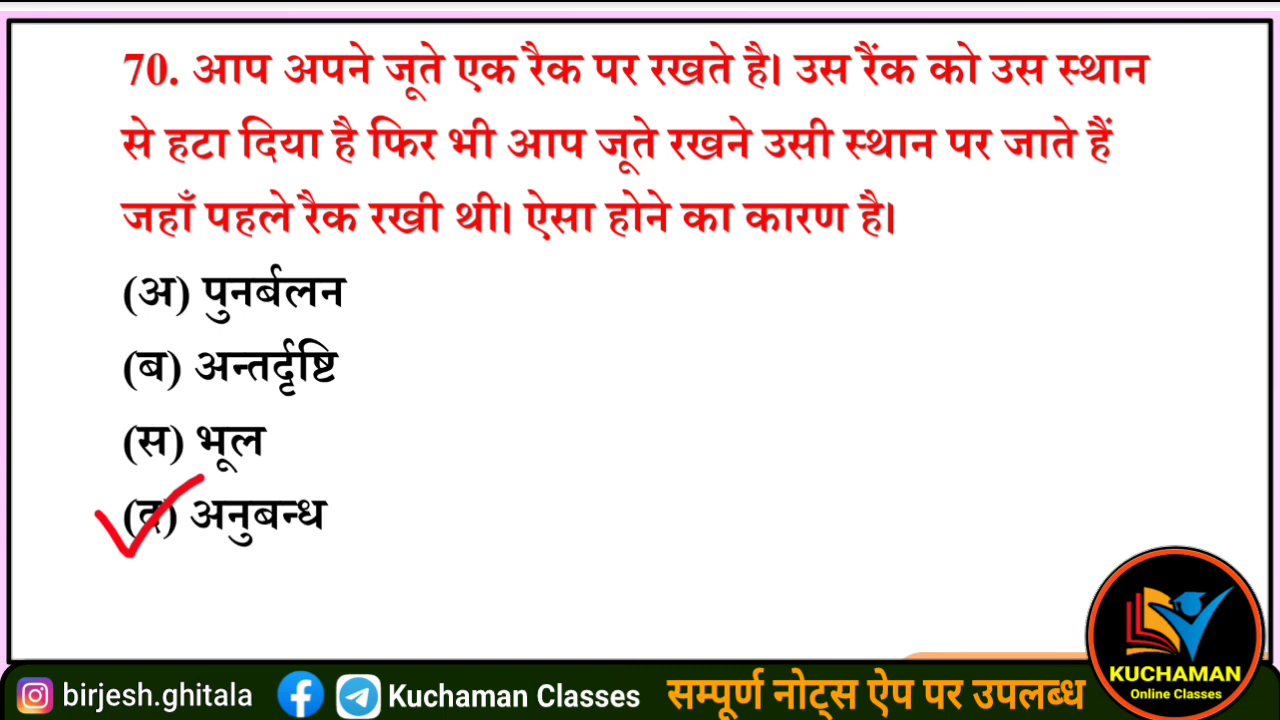 70. आप अपने जूते एक रैक पर रखते है। उस रैंक को उस स्थान
से हटा दिया है फिर भी आप जूते रखने उसी स्थान पर जाते हैं
जहाँ पहले रैक रखी थी। ऐसा होने का कारण है।
(अ) पुनर्बलन
(ब) अन्तर्दृष्टि
(स) भूल
(द) अनुबन्ध
KUCHAMAN
Online Classes
birjesh.ghitala
Kuchaman Classes
सम्पूर्ण नोट्स ऐप पर उपलब्ध